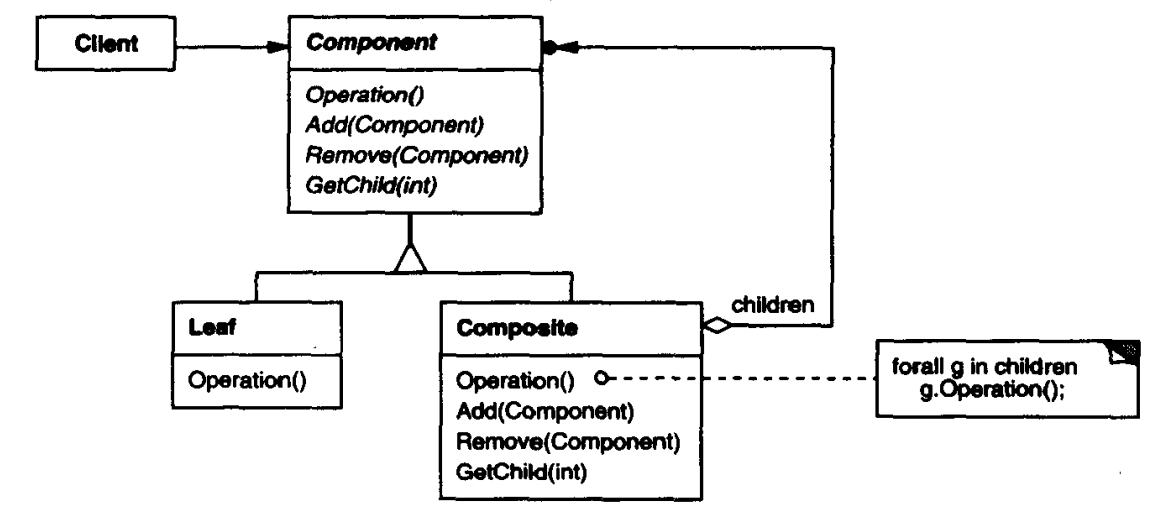 Client
Component
Operation()
Add(Component)
Remove(Component)
GetChild(int)
Leaf
Operation()
Composite
Operation()
Add(Component)
Remove(Component)
GetChild(int)
children
forall g in children
g.Operation();